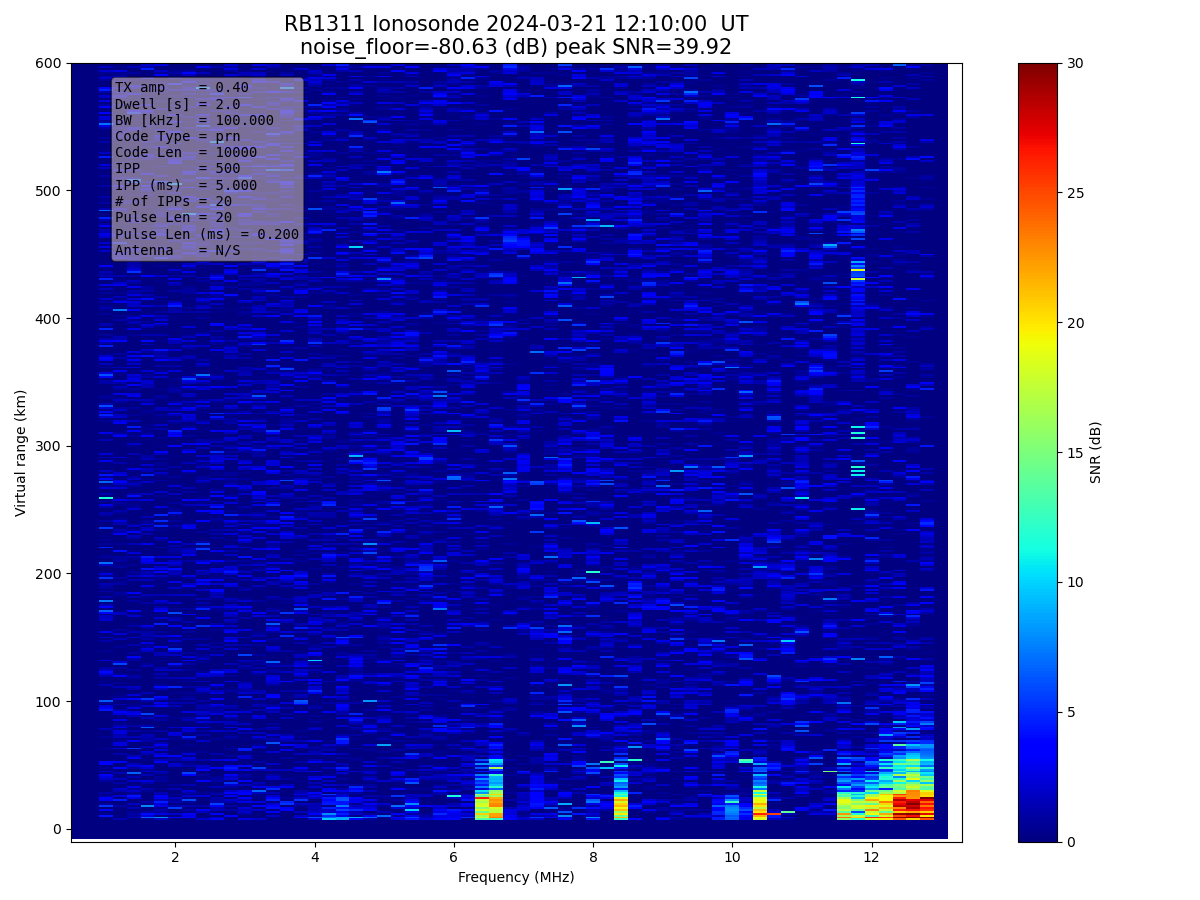 RB1311 Ionosonde 2024-03-21 12:10:00  UT
noise_floor=-80.63 (dB) peak SNR=39.92
TX amp    = 0.40
Dwell [s] = 2.0
BW [kHz]  = 100.000
Code Type = prn
Code Len  = 10000
IPP       = 500
IPP (ms)  = 5.000
# of IPPs = 20
Pulse Len = 20
Pulse Len (ms) = 0.200
Antenna   = N/S
Virtual range (km)
600
500
400
300
200
100
0
2 4 6 8 10 12
Frequency (MHz)
30
25
20
15
10
5
0
SNR (dB)